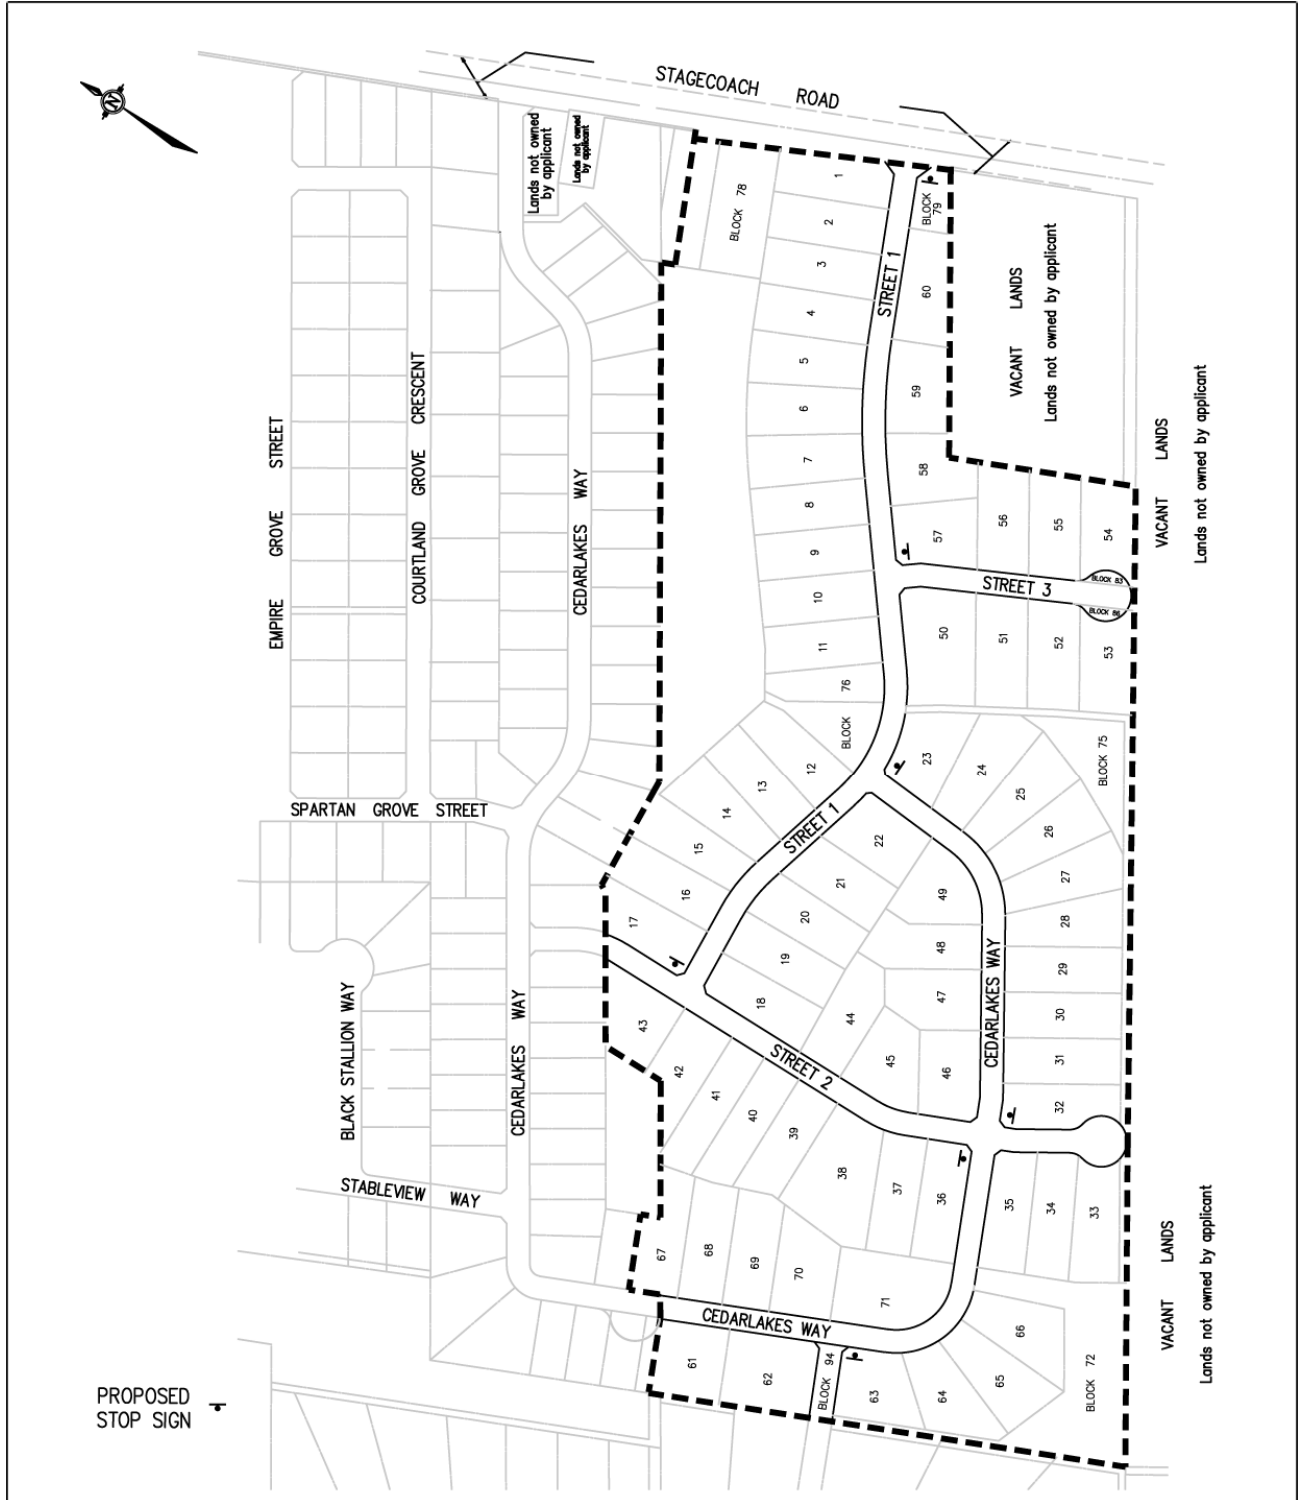 N
STAGECOACH ROAD
Lands not owned
by applicant
Lands not owned
by applicant
BLOCK 78
1
2
3
4
5
6
7
8
9
10
11
BLOCK 76
STREET 1
BLOCK
79
60
59
58
57
56
55
54
VACANT LANDS
Lands not owned by applicant
VACANT LANDS
Lands not owned by applicant
EMPIRE GROVE STREET
COURTLAND GROVE CRESCENT
CEDARLAKES WAY
STREET 3
BLOCK 83
BLOCK 86
50
51
52
53
SPARTAN GROVE STREET
12
13
14
15
16
17
STREET 1
23
24
25
26
27
28
29
30
31
32
BLOCK 75
22
21
20
19
18
49
48
47
46
45
44
CEDARLAKES WAY
BLACK STALLION WAY
CEDARLAKES WAY
STREET 2
43
42
41
40
39
38
37
36
35
34
33
STABLEVIEW WAY
67
68
69
70
71
CEDARLAKES WAY
61
62
BLOCK 94
63
64
65
66
BLOCK 72
VACANT LANDS
Lands not owned by applicant
PROPOSED
STOP SIGN